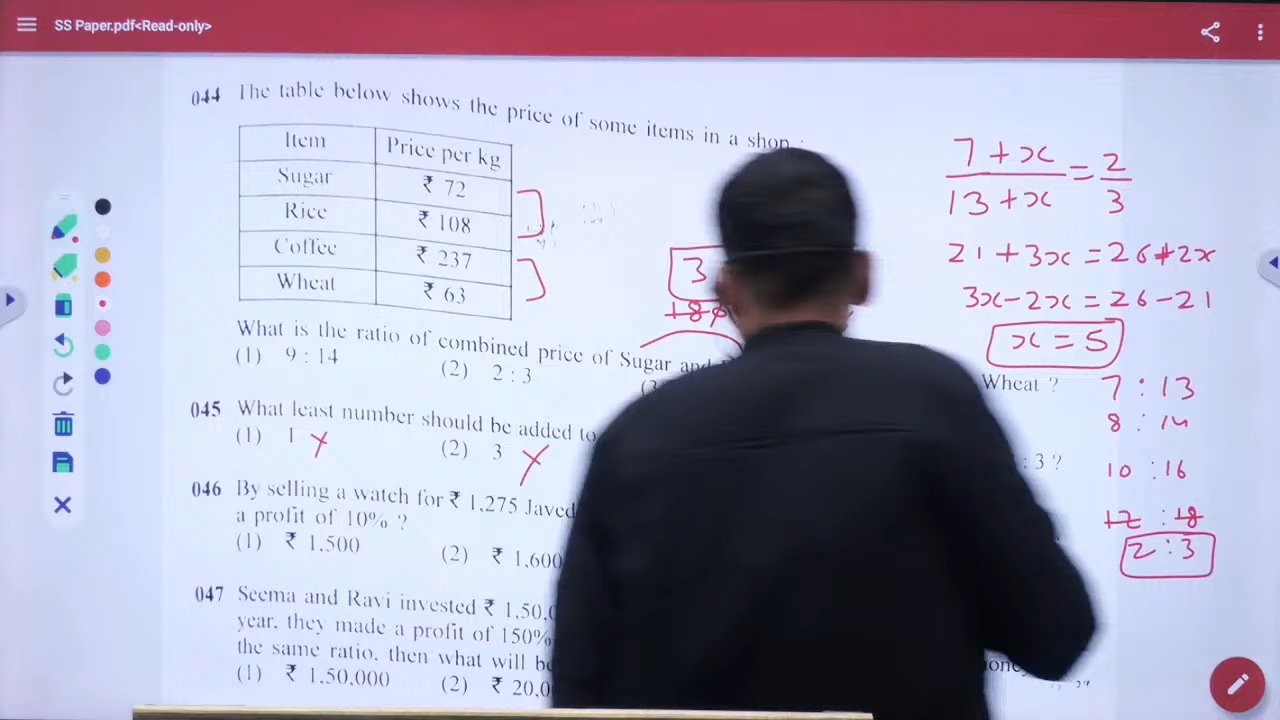 SS Paper.pdf<Read-only>
044 The table below shows the price of some items in a shop :
Item Price per kg
Sugar ₹ 72
Rice ₹ 108
Coffee ₹ 237
Wheat ₹ 63
What is the ratio of combined price of Sugar and
Wheat ?
(1) 9 : 14 (2) 2 : 3
045 What least number should be added to
: 3 ?
(1) 1 (2) 3
046 By selling a watch for ₹ 1,275 Javed
a profit of 10% ?
(1) ₹ 1,500 (2) ₹ 1,600
047 Seema and Ravi invested ₹ 1,50,0
year, they made a profit of 150%
the same ratio, then what will be
(1) ₹ 1,50,000 (2) ₹ 20,0
3
180
7 + x / 13 + x = 2 / 3
21 + 3x = 26 + 2x
3x - 2x = 26 - 21
x = 5
7 : 13
8 : 14
10 : 16
12 : 18
2 : 3